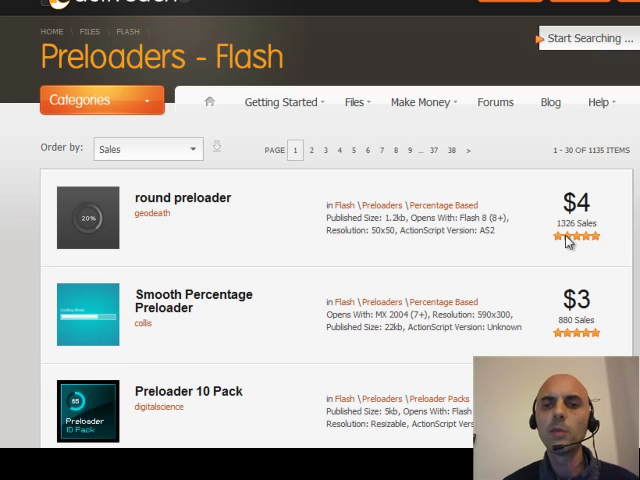 HOME \ FILES \ FLASH \
Preloaders - Flash
Start Searching ...
Categories
Getting Started Files Make Money Forums Blog Help
Order by: Sales
PAGE 1 2 3 4 5 6 7 8 9 ... 37 38 >
1 - 30 OF 1135 ITEMS
20%
round preloader
geodeath
in Flash \ Preloaders \ Percentage Based
Published Size: 1.2kb, Opens With: Flash 8 (8+),
Resolution: 50x50, ActionScript Version: AS2
$4
1326 Sales
Smooth Percentage
Preloader
collis
in Flash \ Preloaders \ Percentage Based
Opens With: MX 2004 (7+), Resolution: 590x300,
Published Size: 22kb, ActionScript Version: Unknown
$3
880 Sales
Preloader
10 Pack
Preloader 10 Pack
digitalscience
in Flash \ Preloaders \ Preloader Packs
Published Size: 5kb, Opens With: Flash
Resolution: Resizable, ActionScript Vers